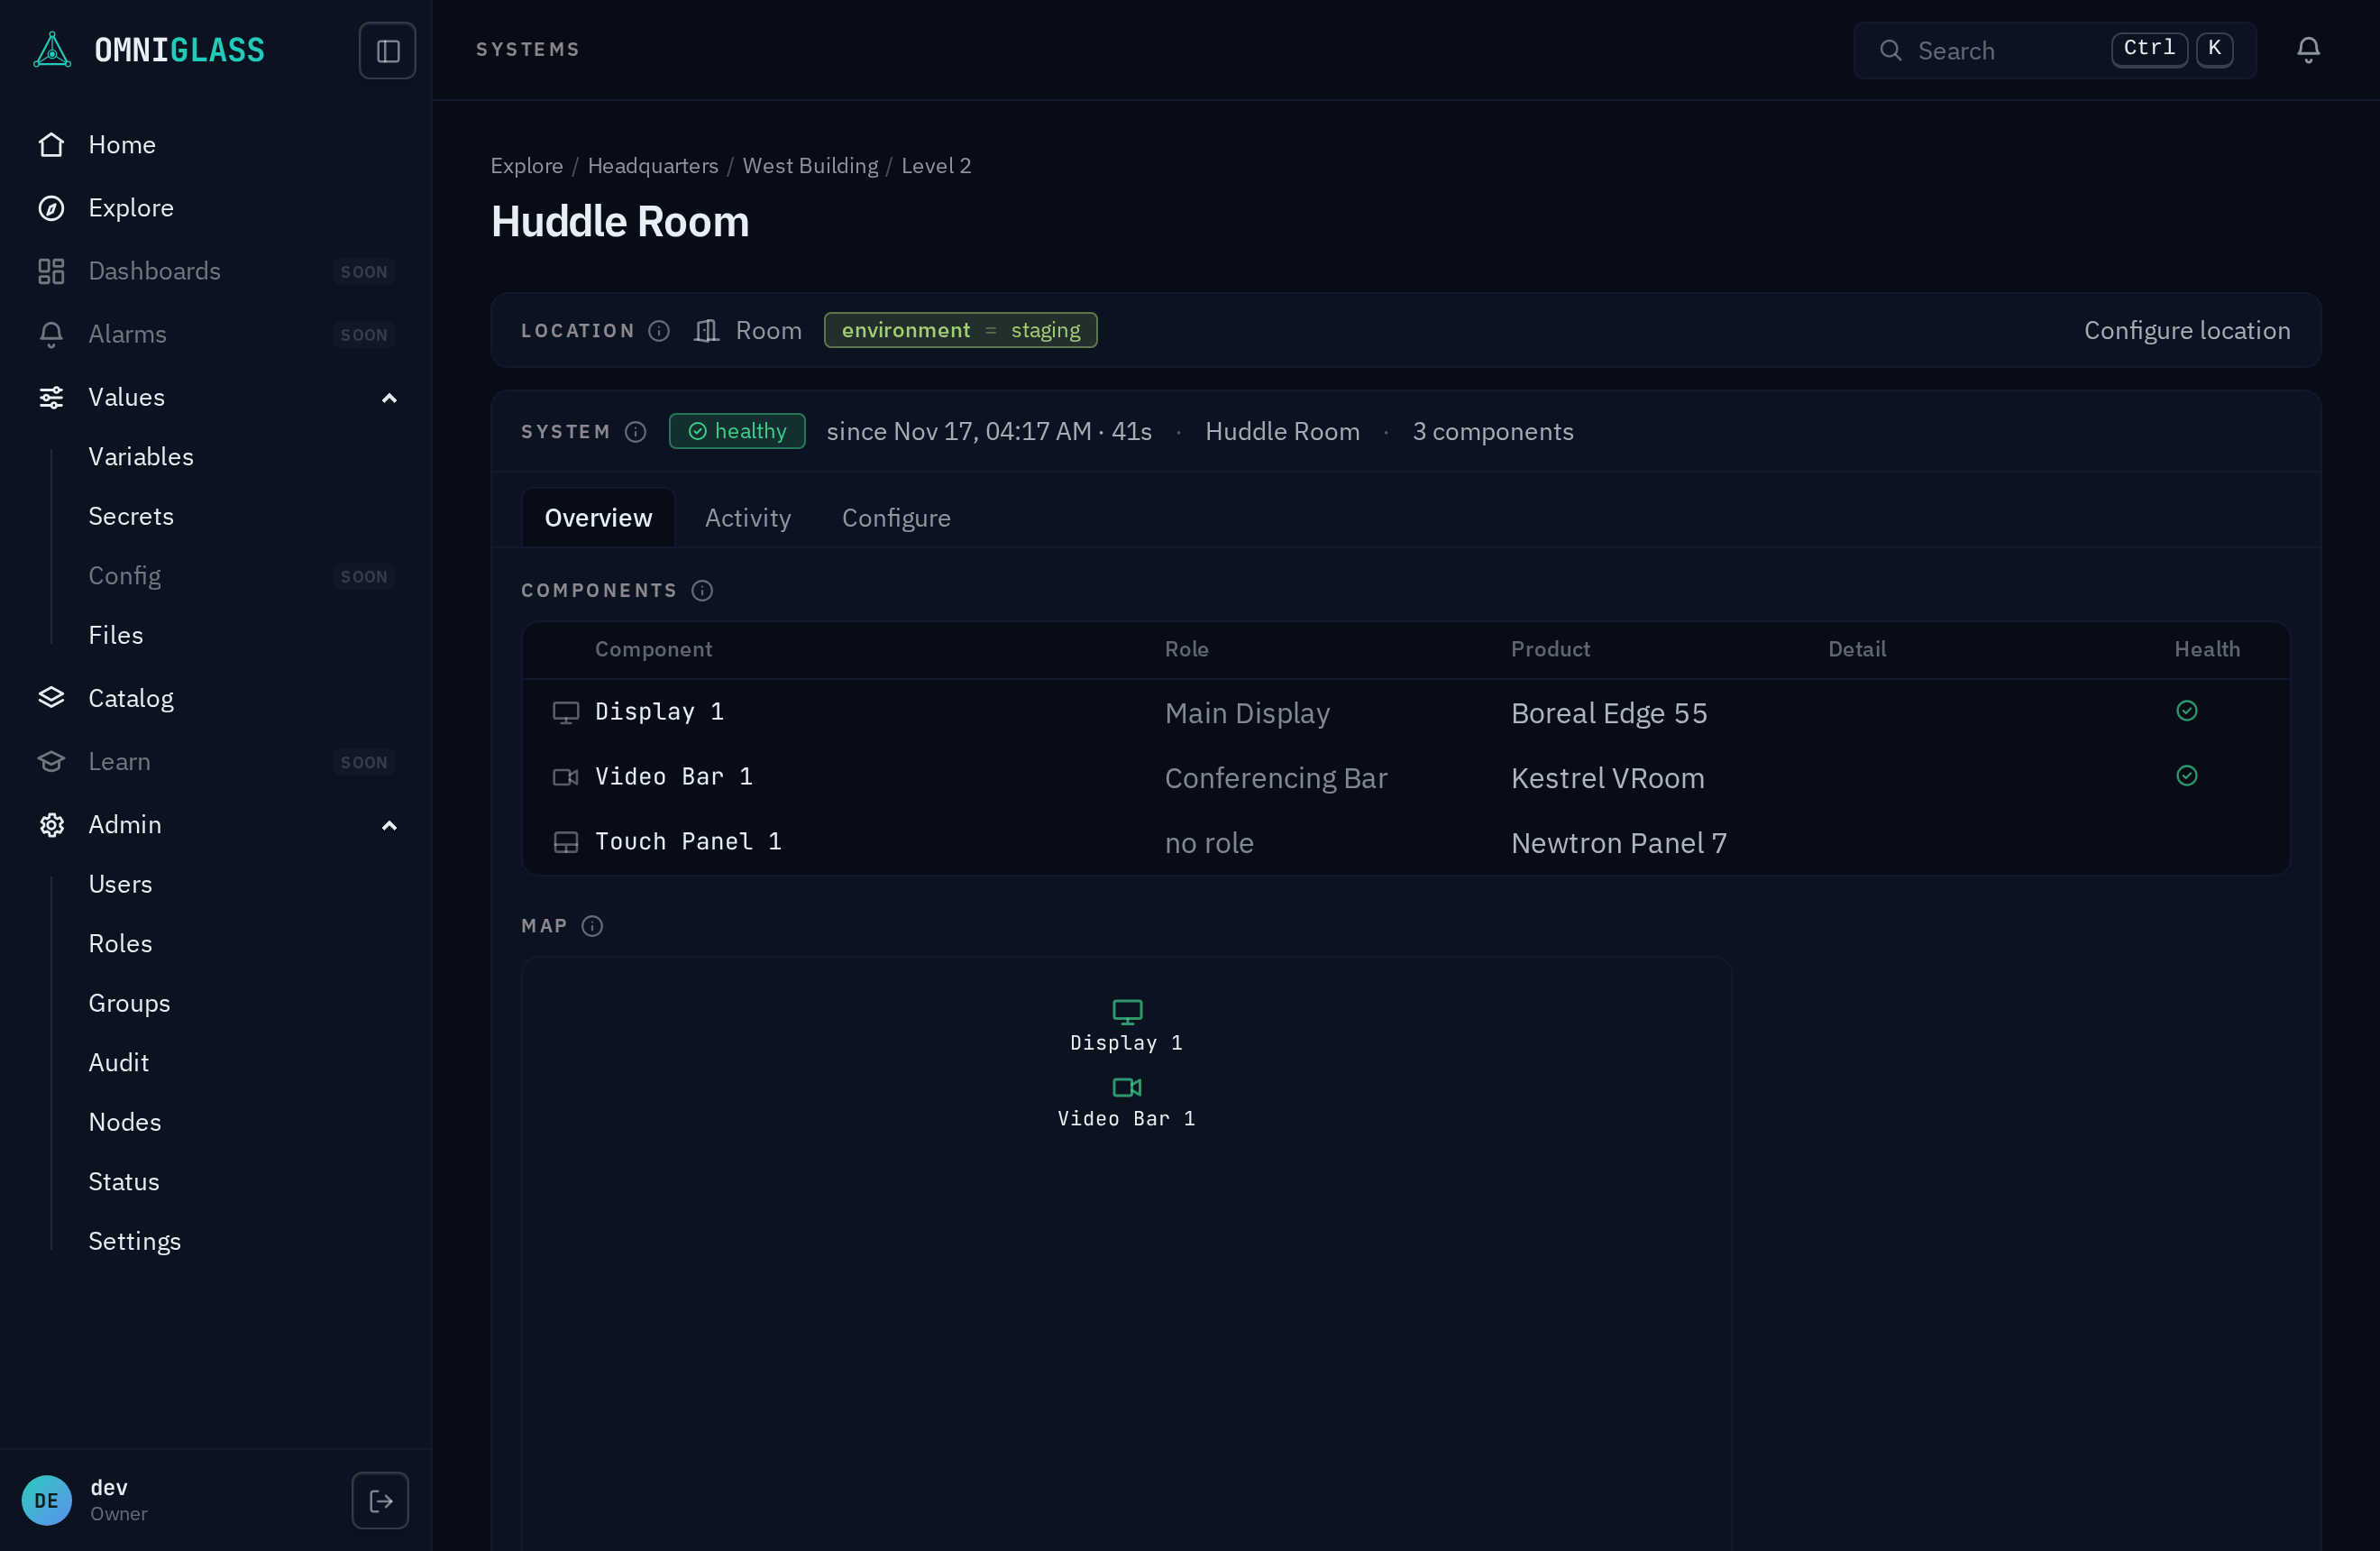 OMNIGLASS
SYSTEMS
Search
Ctrl K
Home
Explore
Dashboards SOON
Alarms SOON
Values
Variables
Secrets
Config SOON
Files
Catalog
Learn SOON
Admin
Users
Roles
Groups
Audit
Nodes
Status
Settings
DE
dev
Owner
Explore / Headquarters / West Building / Level 2
Huddle Room
LOCATION Room environment = staging Configure location
SYSTEM healthy since Nov 17, 04:17 AM · 41s · Huddle Room · 3 components
Overview Activity Configure
COMPONENTS
Component Role Product Detail Health
Display 1 Main Display Boreal Edge 55
Video Bar 1 Conferencing Bar Kestrel VRoom
Touch Panel 1 no role Newtron Panel 7
MAP
Display 1
Video Bar 1